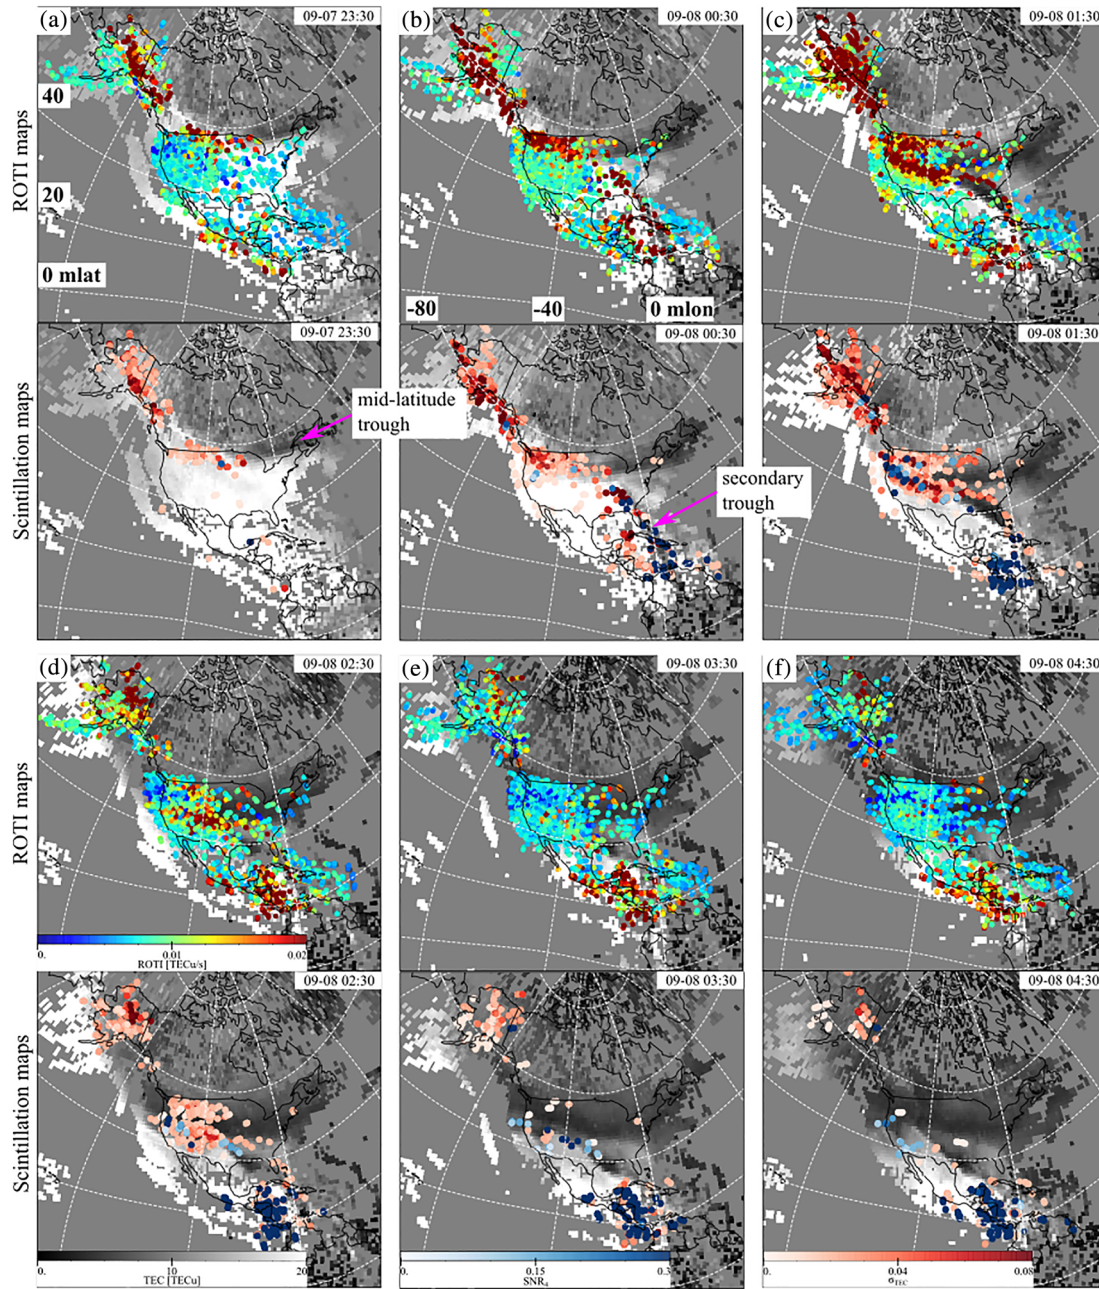 (a)
09-07 23:30
(b)
09-08 00:30
(c)
09-08 01:30
ROTI maps
40
20
0 mlat
-80
-40
0 mlon
Scintillation maps
09-07 23:30
09-08 00:30
09-08 01:30
mid-latitude
trough
secondary
trough
(d)
09-08 02:30
(e)
09-08 03:30
(f)
09-08 04:30
ROTI maps
0.
0.01
0.02
ROTI [TECu/s]
Scintillation maps
09-08 02:30
09-08 03:30
09-08 04:30
0.
10
20
TEC [TECu]
0.
0.15
0.3
SNR₄
0.
0.04
0.08
σTEC